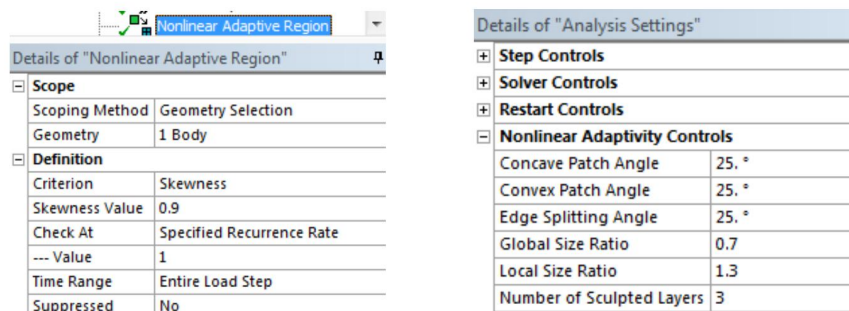 Nonlinear Adaptive Region
Details of "Nonlinear Adaptive Region"
Scope
Scoping Method Geometry Selection
Geometry 1 Body
Definition
Criterion Skewness
Skewness Value 0.9
Check At Specified Recurrence Rate
--- Value 1
Time Range Entire Load Step
Suppressed No
Details of "Analysis Settings"
Step Controls
Solver Controls
Restart Controls
Nonlinear Adaptivity Controls
Concave Patch Angle 25. °
Convex Patch Angle 25. °
Edge Splitting Angle 25. °
Global Size Ratio 0.7
Local Size Ratio 1.3
Number of Sculpted Layers 3